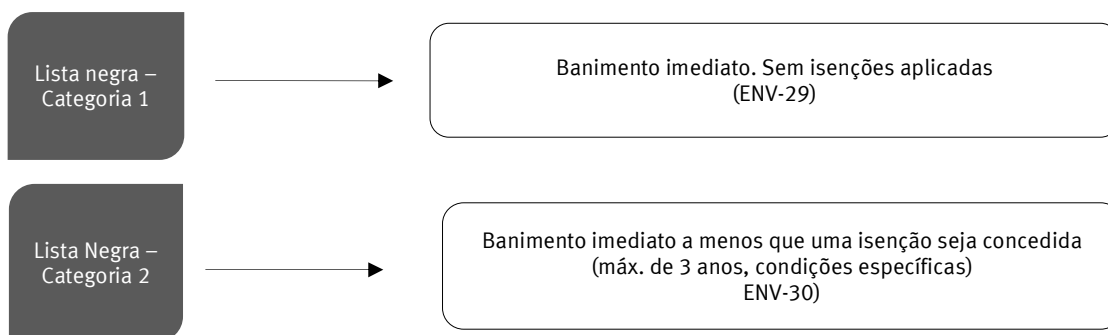 Lista negra –
Categoria 1
Banimento imediato. Sem isenções aplicadas
(ENV-29)
Lista Negra –
Categoria 2
Banimento imediato a menos que uma isenção seja concedida
(máx. de 3 anos, condições específicas)
ENV-30)